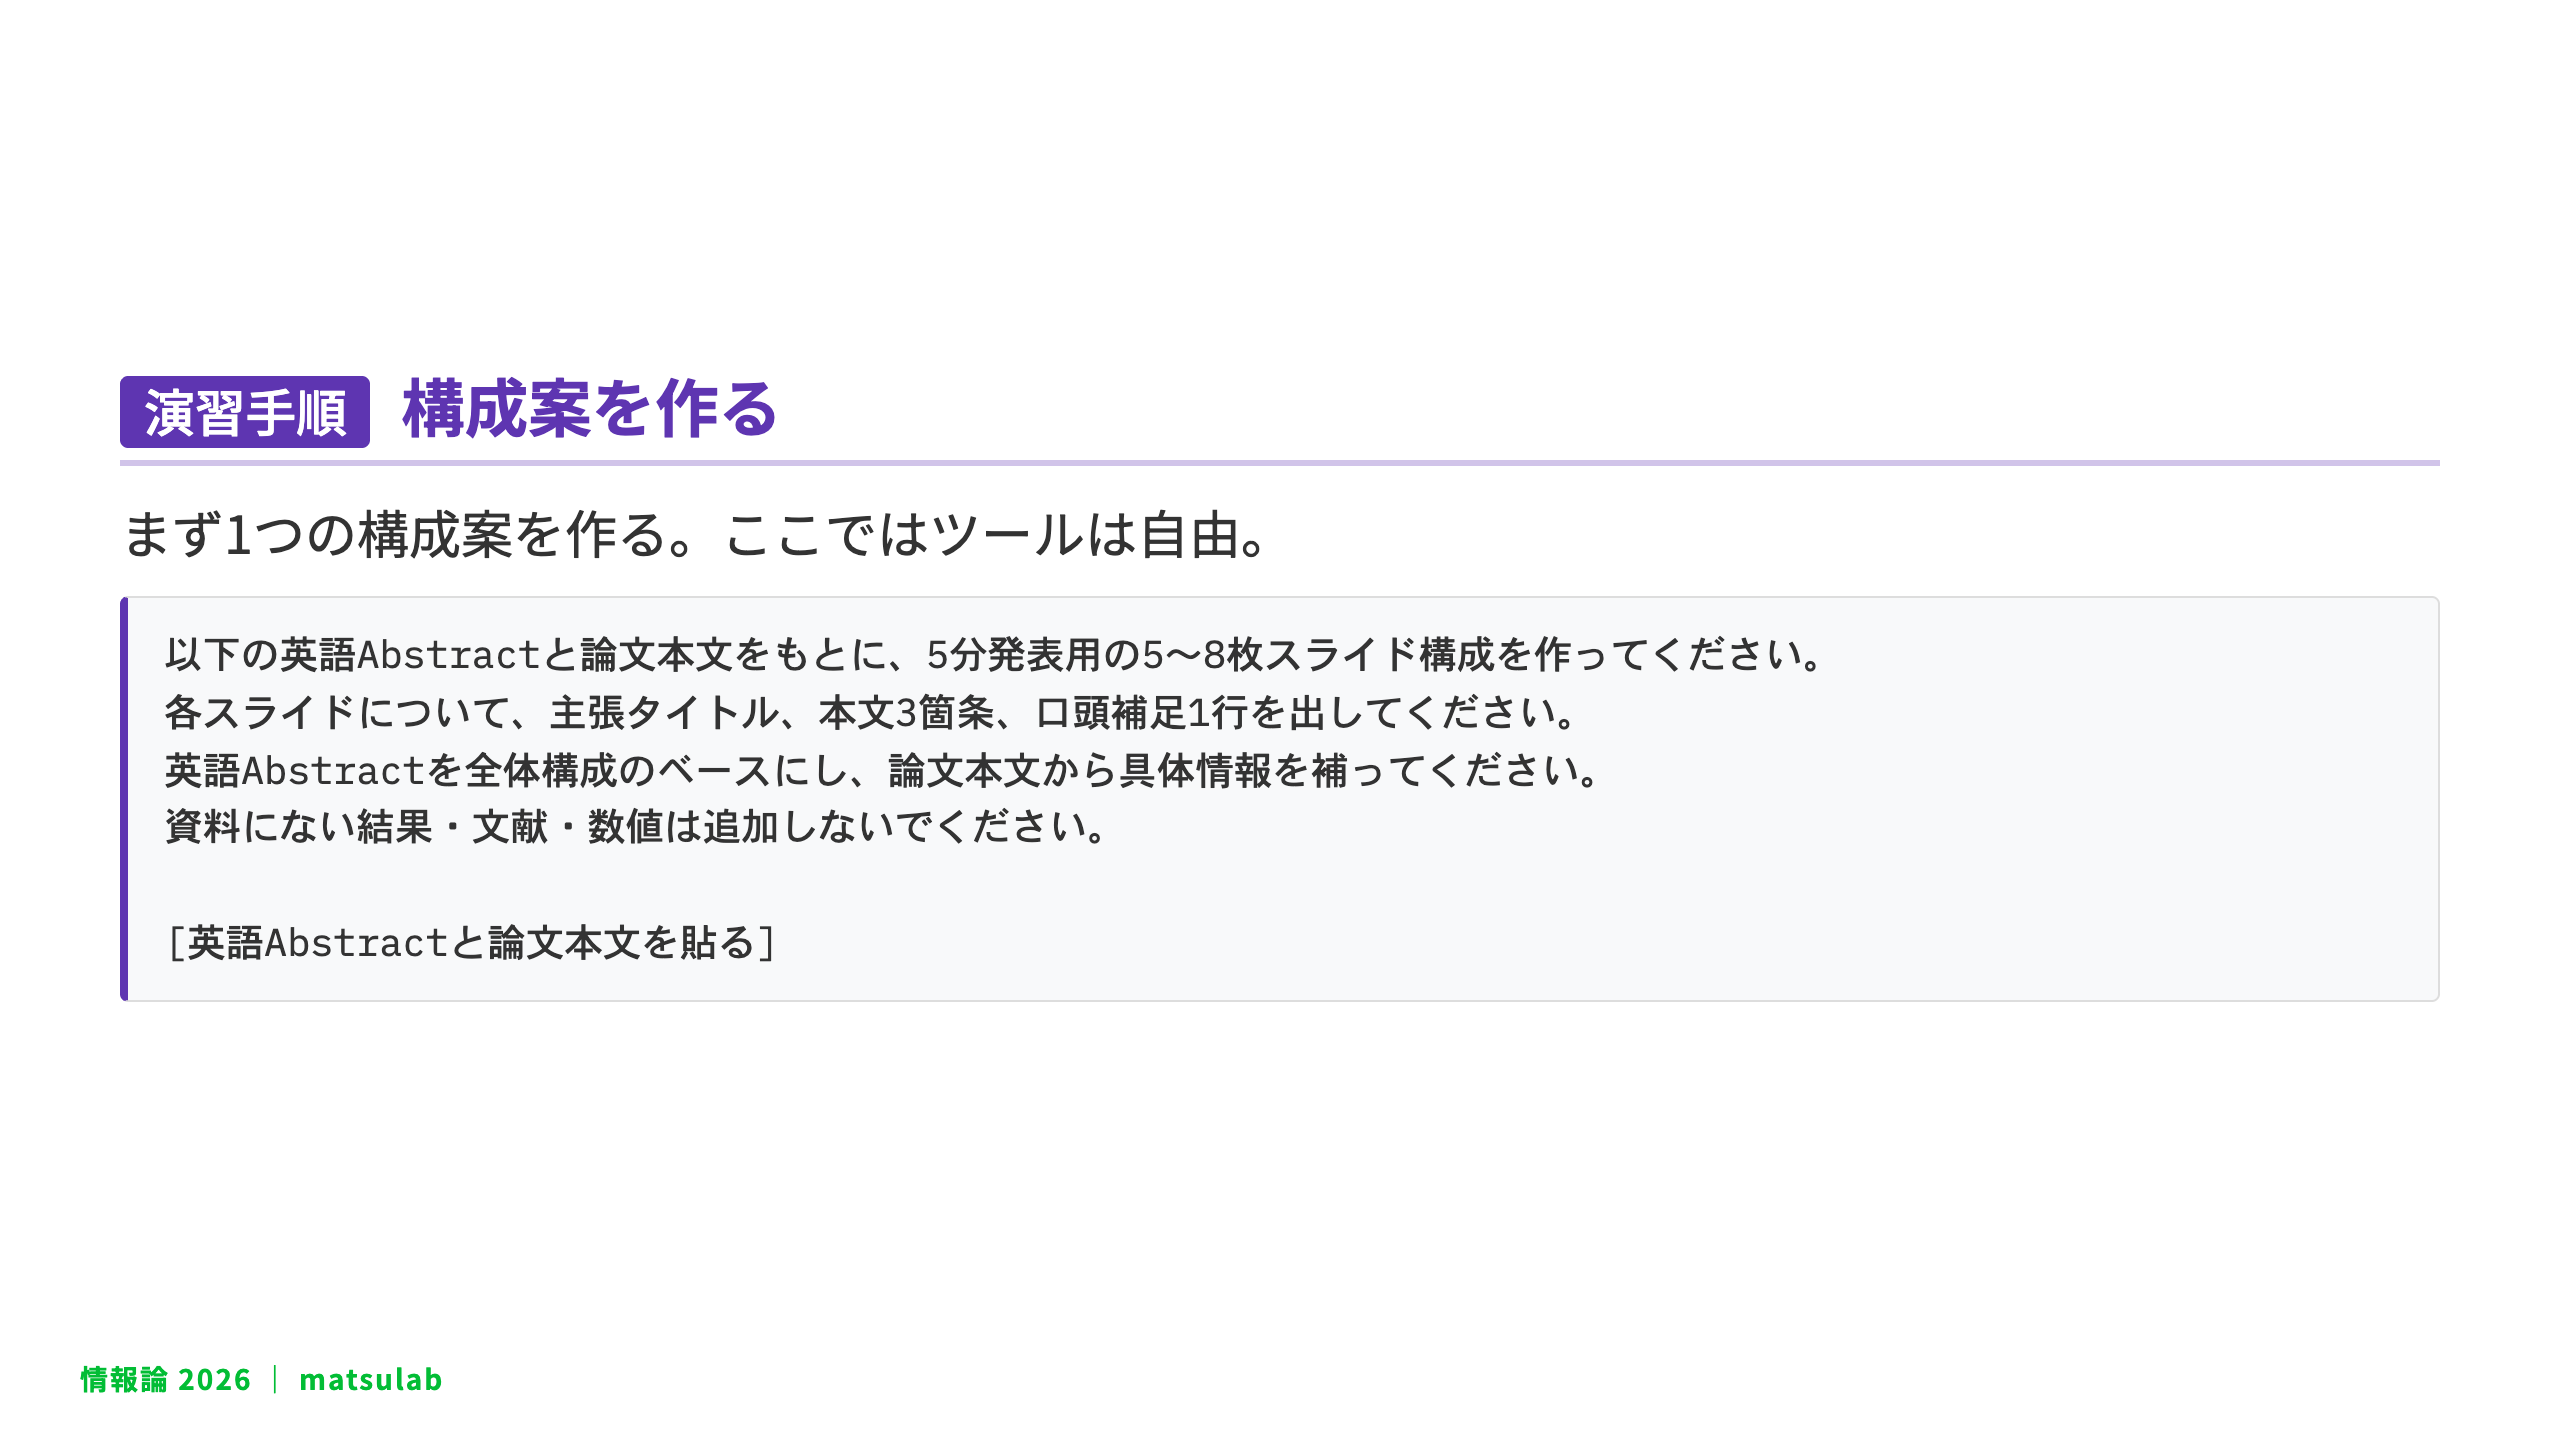 演習手順 構成案を作る
まず1つの構成案を作る。ここではツールは自由。
以下の英語Abstractと論文本文をもとに、5分発表用の5〜8枚スライド構成を作ってください。
各スライドについて、主張タイトル、本文3箇条、口頭補足1行を出してください。
英語Abstractを全体構成のベースにし、論文本文から具体情報を補ってください。
資料にない結果・文献・数値は追加しないでください。
[英語Abstractと論文本文を貼る]
情報論 2026 ｜ matsulab